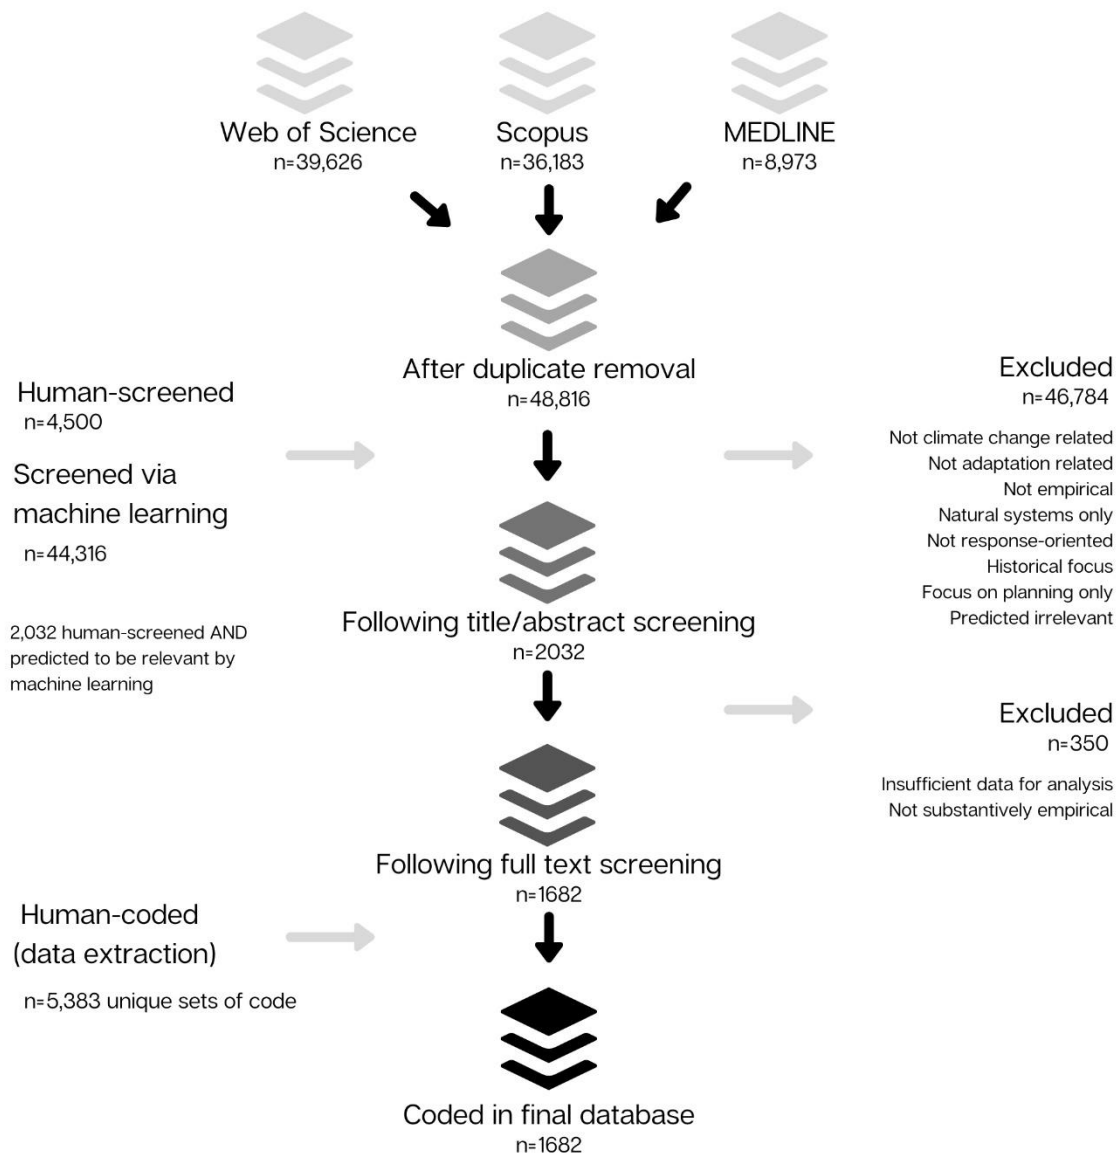 Web of Science
n=39,626
Scopus
n=36,183
MEDLINE
n=8,973
After duplicate removal
n=48,816
Human-screened
n=4,500
Screened via
machine learning
n=44,316
2,032 human-screened AND
predicted to be relevant by
machine learning
Excluded
n=46,784
Not climate change related
Not adaptation related
Not empirical
Natural systems only
Not response-oriented
Historical focus
Focus on planning only
Predicted irrelevant
Following title/abstract screening
n=2032
Excluded
n=350
Insufficient data for analysis
Not substantively empirical
Following full text screening
n=1682
Human-coded
(data extraction)
n=5,383 unique sets of code
Coded in final database
n=1682